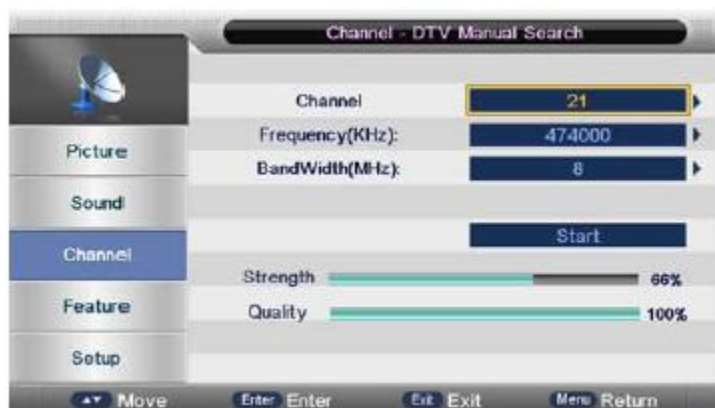 Channel - DTV Manual Search
Picture
Sound
Channel
Feature
Setup
Channel 21
Frequency(KHz): 474000
BandWidth(MHz): 8
Start
Strength 66%
Quality 100%
Move Enter Enter Exit Exit Menu Return